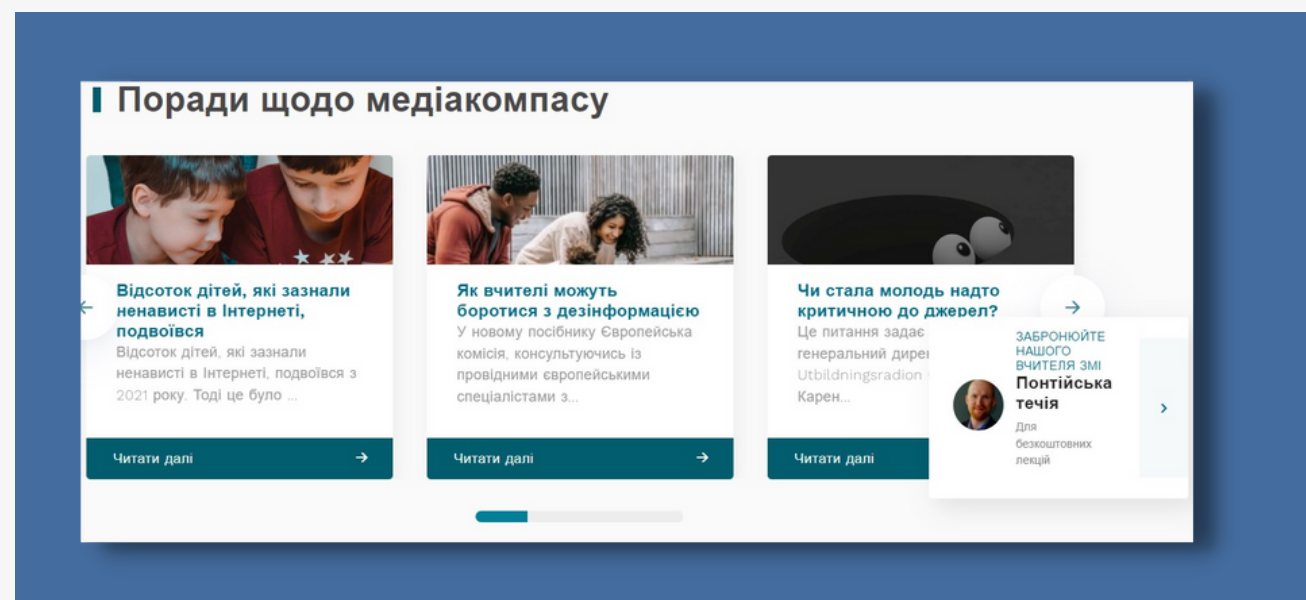 Поради щодо медіакомпасу
Відсоток дітей, які зазнали
ненависті в Інтернеті,
подвоївся
Відсоток дітей, які зазнали
ненависті в Інтернеті, подвоївся з
2021 року. Тоді це було ...
Читати далі
Як вчителі можуть
боротися з дезінформацією
У новому посібнику Європейська
комісія, консультуючись із
провідними європейськими
спеціалістами з...
Читати далі
Чи стала молодь надто
критичною до джерел?
Це питання задає
генеральний
Utbildningsradion
Карен...
Читати далі
ЗАБРОНЮЙТЕ
НАШОГО
ВЧИТЕЛЯ ЗМІ
Понтійська
течія
Для
безкоштовних
лекцій